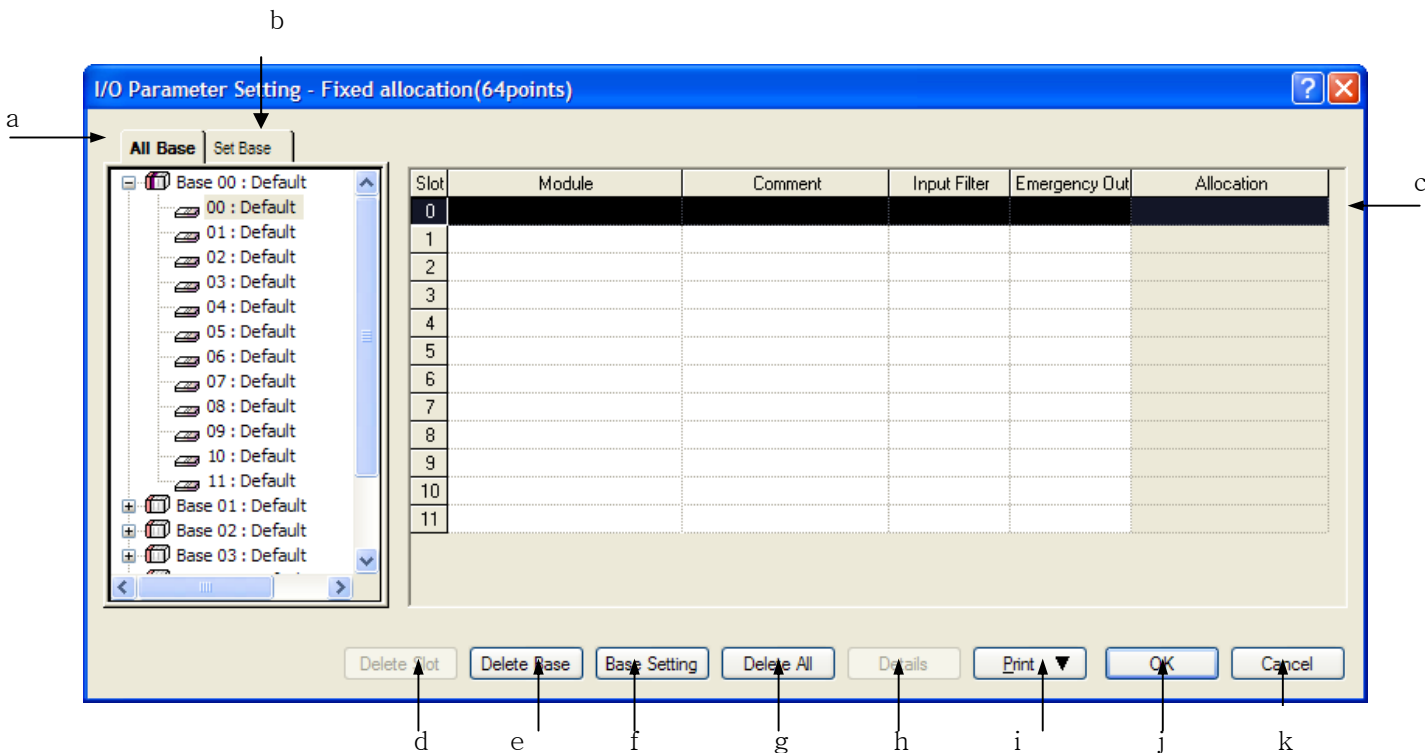 b
I/O Parameter Setting - Fixed allocation(64points)
a
All Base Set Base
Base 00 : Default
00 : Default
01 : Default
02 : Default
03 : Default
04 : Default
05 : Default
06 : Default
07 : Default
08 : Default
09 : Default
10 : Default
11 : Default
Base 01 : Default
Base 02 : Default
Base 03 : Default
Slot Module Comment Input Filter Emergency Out Allocation
c
0
1
2
3
4
5
6
7
8
9
10
11
Delete Slot Delete Base Base Setting Delete All Details Print ▼ OK Cancel
d e f g h i j k